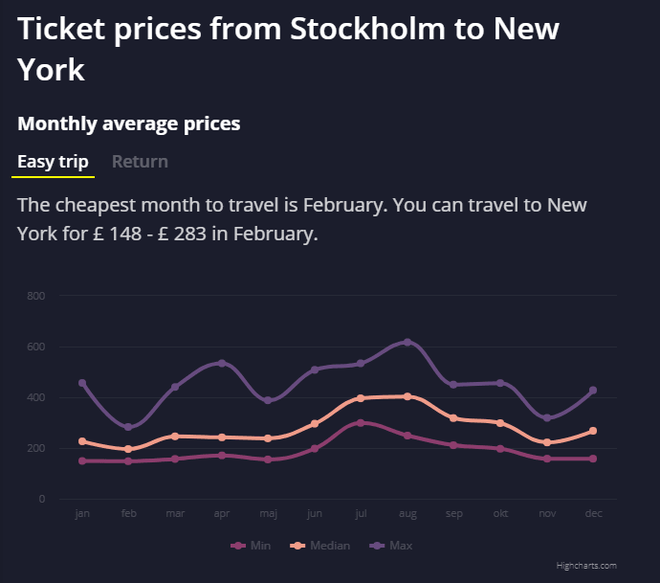 Ticket prices from Stockholm to New
York
Monthly average prices
Easy trip Return
The cheapest month to travel is February. You can travel to New
York for £ 148 - £ 283 in February.
800
600
400
200
0
jan feb mar apr maj jun jul aug sep okt nov dec
Min Median Max
Highcharts.com